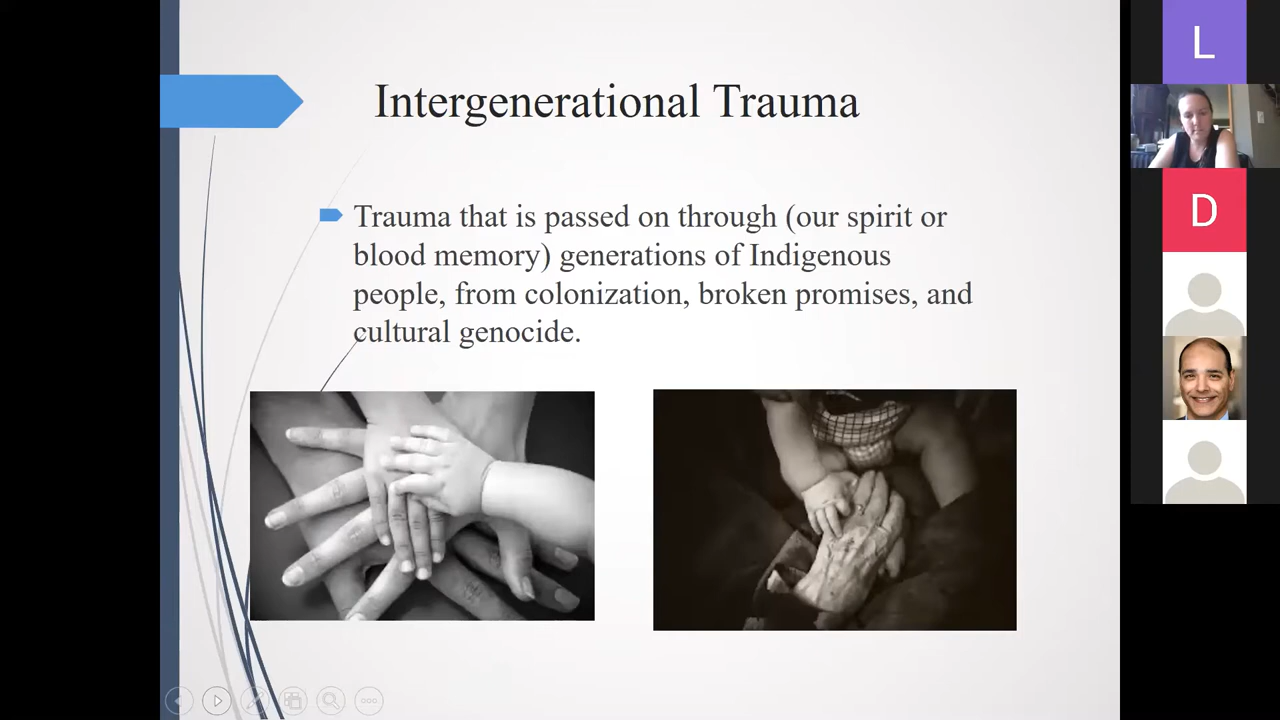 Intergenerational Trauma
Trauma that is passed on through (our spirit or
blood memory) generations of Indigenous
people, from colonization, broken promises, and
cultural genocide.
L
D